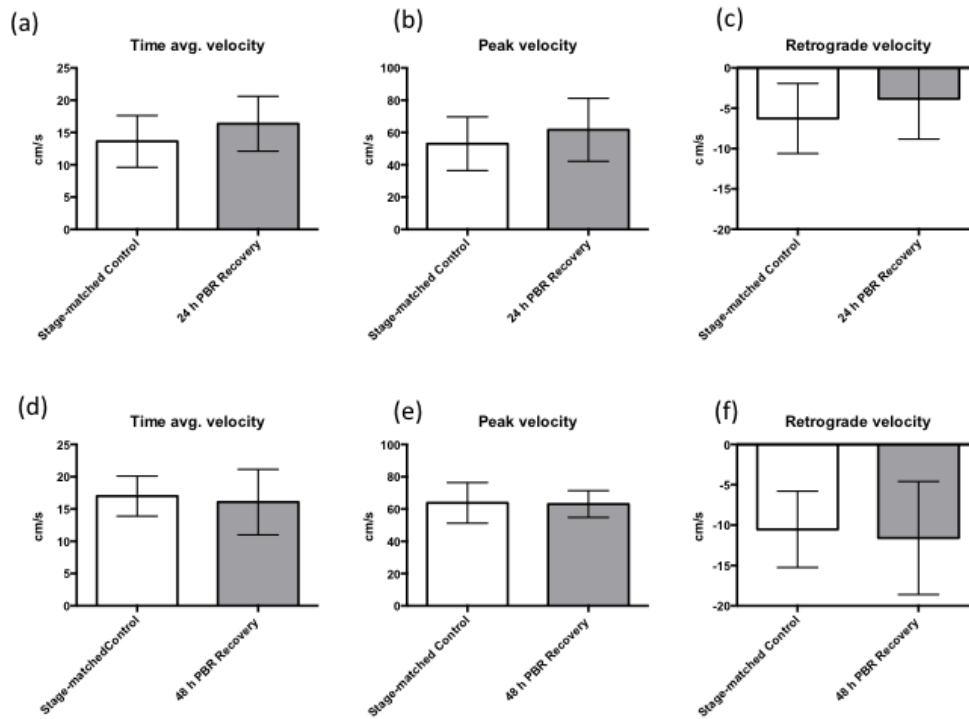 (a)
Time avg. velocity
25
20
15
10
5
0
cm/s
Stage-matched Control
24 h PBR Recovery
(b)
Peak velocity
100
80
60
40
20
0
cm/s
Stage-matched Control
24 h PBR Recovery
(c)
Retrograde velocity
0
-5
-10
-15
-20
cm/s
Stage-matched Control
24 h PBR Recovery
(d)
Time avg. velocity
25
20
15
10
5
0
cm/s
Stage-matchedControl
48 h PBR Recovery
(e)
Peak velocity
100
80
60
40
20
0
cm/s
Stage-matched Control
48 h PBR Recovery
(f)
Retrograde velocity
0
-5
-10
-15
-20
cm/s
Stage-matched Control
48 h PBR Recovery